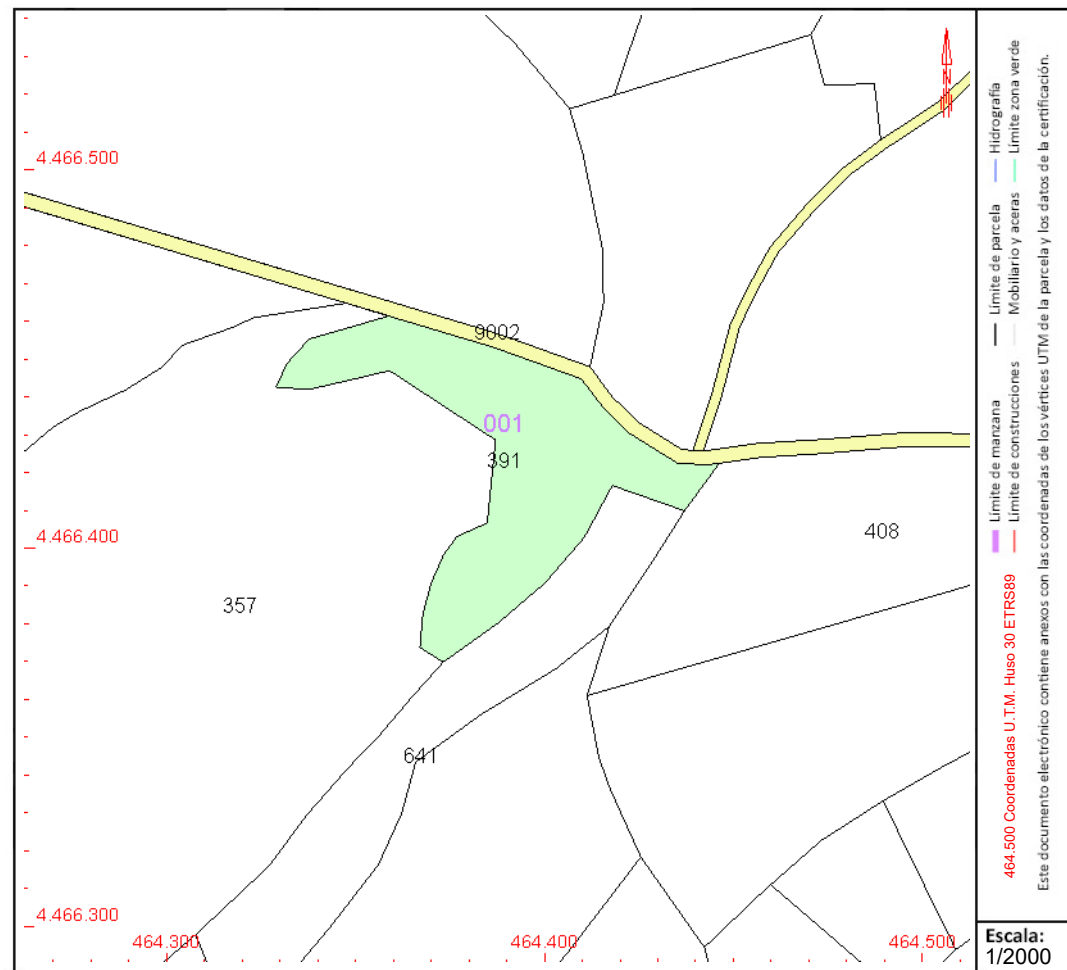 4.466.500
9002
001
391
4.466.400
408
357
641
4.466.300
464.300
464.400
464.500
N
464.500 Coordenadas U.T.M. Huso 30 ETRS89
Límite de manzana
Límite de parcela
Hidrografía
Límite de construcciones
Mobiliario y aceras
Límite zona verde
Este documento electrónico contiene anexos con las coordenadas de los vértices UTM de la parcela y los datos de la certificación.
Escala:
1/2000